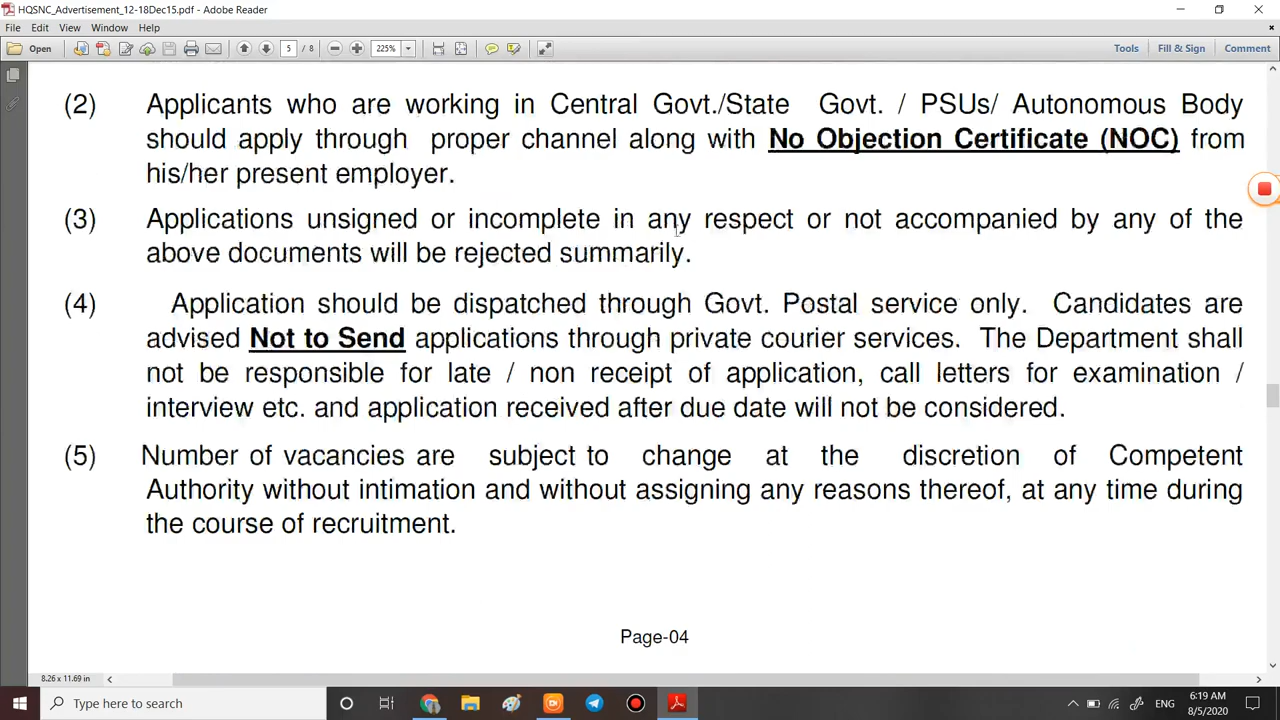 HQSNC_Advertisement_12-18Dec15.pdf - Adobe Reader
File Edit View Window Help
Open 5 / 8 225% Tools Fill & Sign Comment
(2) Applicants who are working in Central Govt./State Govt. / PSUs/ Autonomous Body
should apply through proper channel along with No Objection Certificate (NOC) from
his/her present employer.
(3) Applications unsigned or incomplete in any respect or not accompanied by any of the
above documents will be rejected summarily.
(4) Application should be dispatched through Govt. Postal service only. Candidates are
advised Not to Send applications through private courier services. The Department shall
not be responsible for late / non receipt of application, call letters for examination /
interview etc. and application received after due date will not be considered.
(5) Number of vacancies are subject to change at the discretion of Competent
Authority without intimation and without assigning any reasons thereof, at any time during
the course of recruitment.
Page-04
8.26 x 11.69 in
Type here to search
ENG
6:19 AM
8/5/2020